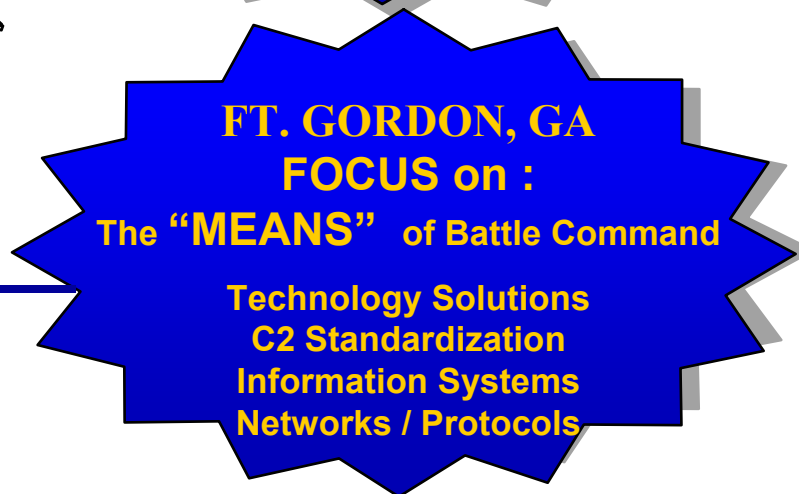 FT. GORDON, GA
FOCUS on :
The “MEANS” of Battle Command
Technology Solutions
C2 Standardization
Information Systems
Networks / Protocols